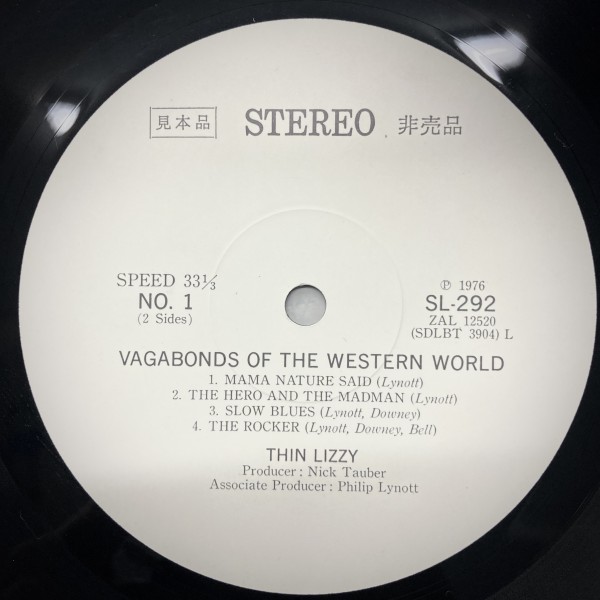 見本品 STEREO 非売品
SPEED 33⅓
NO. 1
(2 Sides)
Ⓟ 1976
SL-292
ZAL 12520
(SDLBT 3904) L
VAGABONDS OF THE WESTERN WORLD
1. MAMA NATURE SAID (Lynott)
2. THE HERO AND THE MADMAN (Lynott)
3. SLOW BLUES (Lynott, Downey)
4. THE ROCKER (Lynott, Downey, Bell)
THIN LIZZY
Producer: Nick Tauber
Associate Producer: Philip Lynott